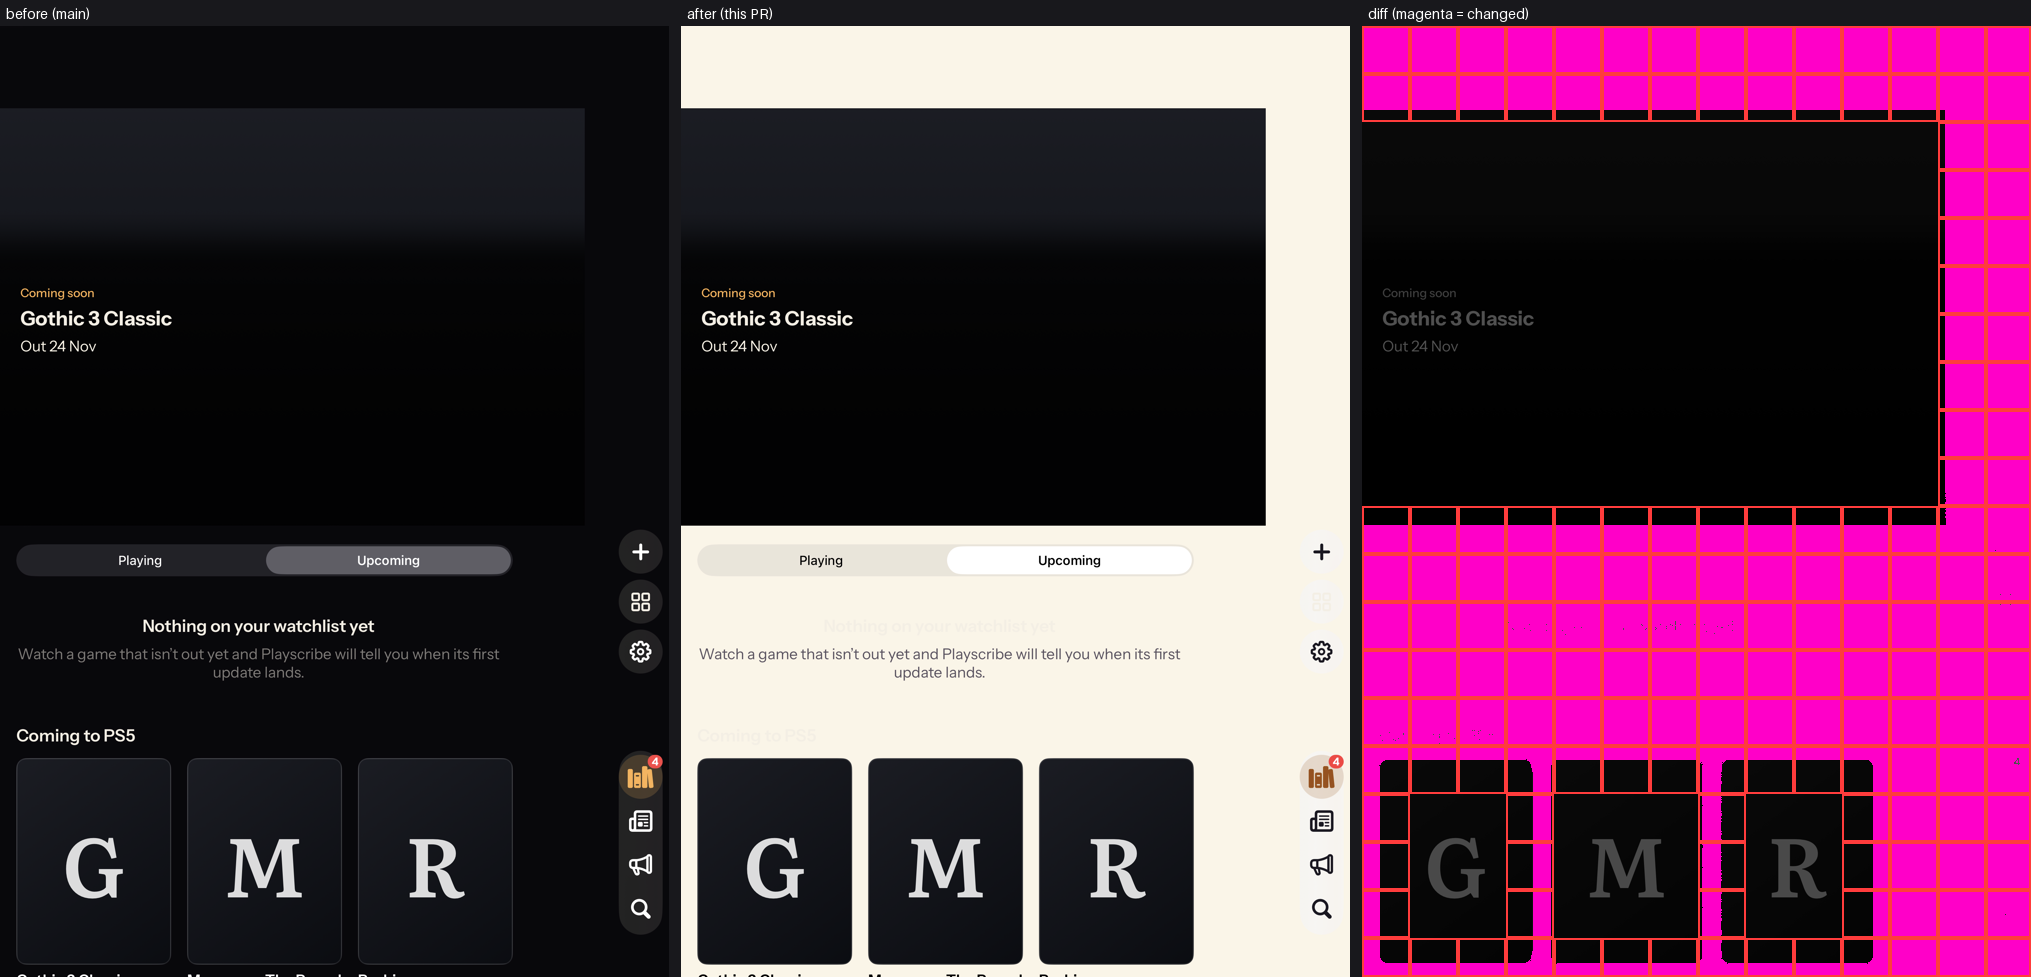 before (main)
Coming soon
Gothic 3 Classic
Out 24 Nov
Playing Upcoming
Nothing on your watchlist yet
Watch a game that isn't out yet and Playscribe will tell you when its first
update lands.
Coming to PS5
4
G M R
after (this PR)
Coming soon
Gothic 3 Classic
Out 24 Nov
Playing Upcoming
Nothing on your watchlist yet
Watch a game that isn't out yet and Playscribe will tell you when its first
update lands.
Coming to PS5
4
G M R
diff (magenta = changed)
Coming soon
Gothic 3 Classic
Out 24 Nov
4
G M R